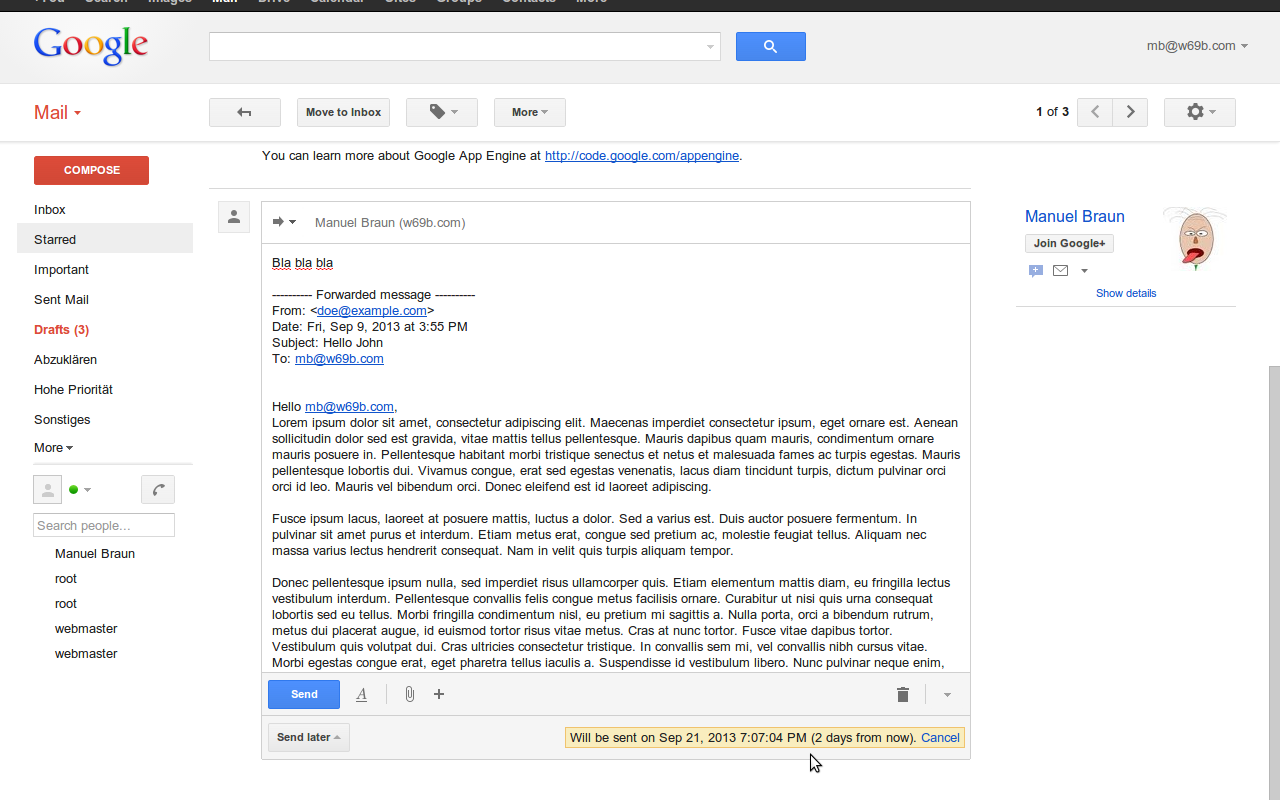 +You Search Images Mail Drive Calendar Sites Groups Contacts More
Google
mb@w69b.com
Mail
Move to Inbox
More
1 of 3
COMPOSE
Inbox
Starred
Important
Sent Mail
Drafts (3)
Abzuklären
Hohe Priorität
Sonstiges
More
Search people...
Manuel Braun
root
root
webmaster
webmaster
You can learn more about Google App Engine at http://code.google.com/appengine.
Manuel Braun (w69b.com)
Bla bla bla
---------- Forwarded message ----------
From: <doe@example.com>
Date: Fri, Sep 9, 2013 at 3:55 PM
Subject: Hello John
To: mb@w69b.com
Hello mb@w69b.com,
Lorem ipsum dolor sit amet, consectetur adipiscing elit. Maecenas imperdiet consectetur ipsum, eget ornare est. Aenean
sollicitudin dolor sed est gravida, vitae mattis tellus pellentesque. Mauris dapibus quam mauris, condimentum ornare
mauris posuere in. Pellentesque habitant morbi tristique senectus et netus et malesuada fames ac turpis egestas. Mauris
pellentesque lobortis dui. Vivamus congue, erat sed egestas venenatis, lacus diam tincidunt turpis, dictum pulvinar orci
orci id leo. Mauris vel bibendum orci. Donec eleifend est id laoreet adipiscing.
Fusce ipsum lacus, laoreet at posuere mattis, luctus a dolor. Sed a varius est. Duis auctor posuere fermentum. In
pulvinar sit amet purus et interdum. Etiam metus erat, congue sed pretium ac, molestie feugiat tellus. Aliquam nec
massa varius lectus hendrerit consequat. Nam in velit quis turpis aliquam tempor.
Donec pellentesque ipsum nulla, sed imperdiet risus ullamcorper quis. Etiam elementum mattis diam, eu fringilla lectus
vestibulum interdum. Pellentesque convallis felis congue metus facilisis ornare. Curabitur ut nisi quis urna consequat
lobortis sed eu tellus. Morbi fringilla condimentum nisl, eu pretium mi sagittis a. Nulla porta, orci a bibendum rutrum,
metus dui placerat augue, id euismod tortor risus vitae metus. Cras at nunc tortor. Fusce vitae dapibus tortor.
Vestibulum quis volutpat dui. Cras ultricies consectetur tristique. In convallis sem mi, vel convallis nibh cursus vitae.
Morbi egestas congue erat, eget pharetra tellus iaculis a. Suspendisse id vestibulum libero. Nunc pulvinar neque enim,
Send
A
Send later
Will be sent on Sep 21, 2013 7:07:04 PM (2 days from now). Cancel
Manuel Braun
Join Google+
Show details